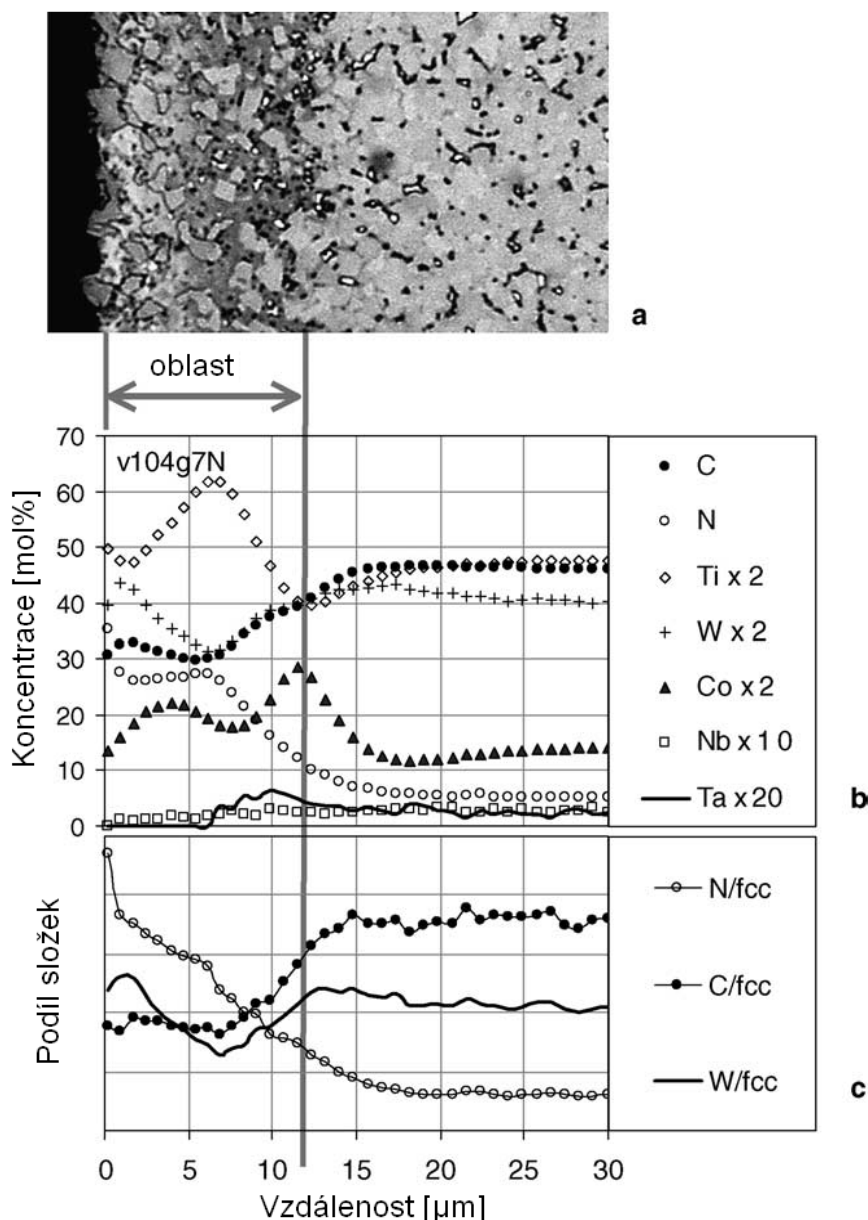 a
oblast
70
60
50
40
30
20
10
0
Koncentrace [mol%]
v104g7N
C
N
Ti x 2
W x 2
Co x 2
Nb x 10
Ta x 20
b
Podíl složek
N/fcc
C/fcc
W/fcc
c
0 5 10 15 20 25 30
Vzdálenost [µm]